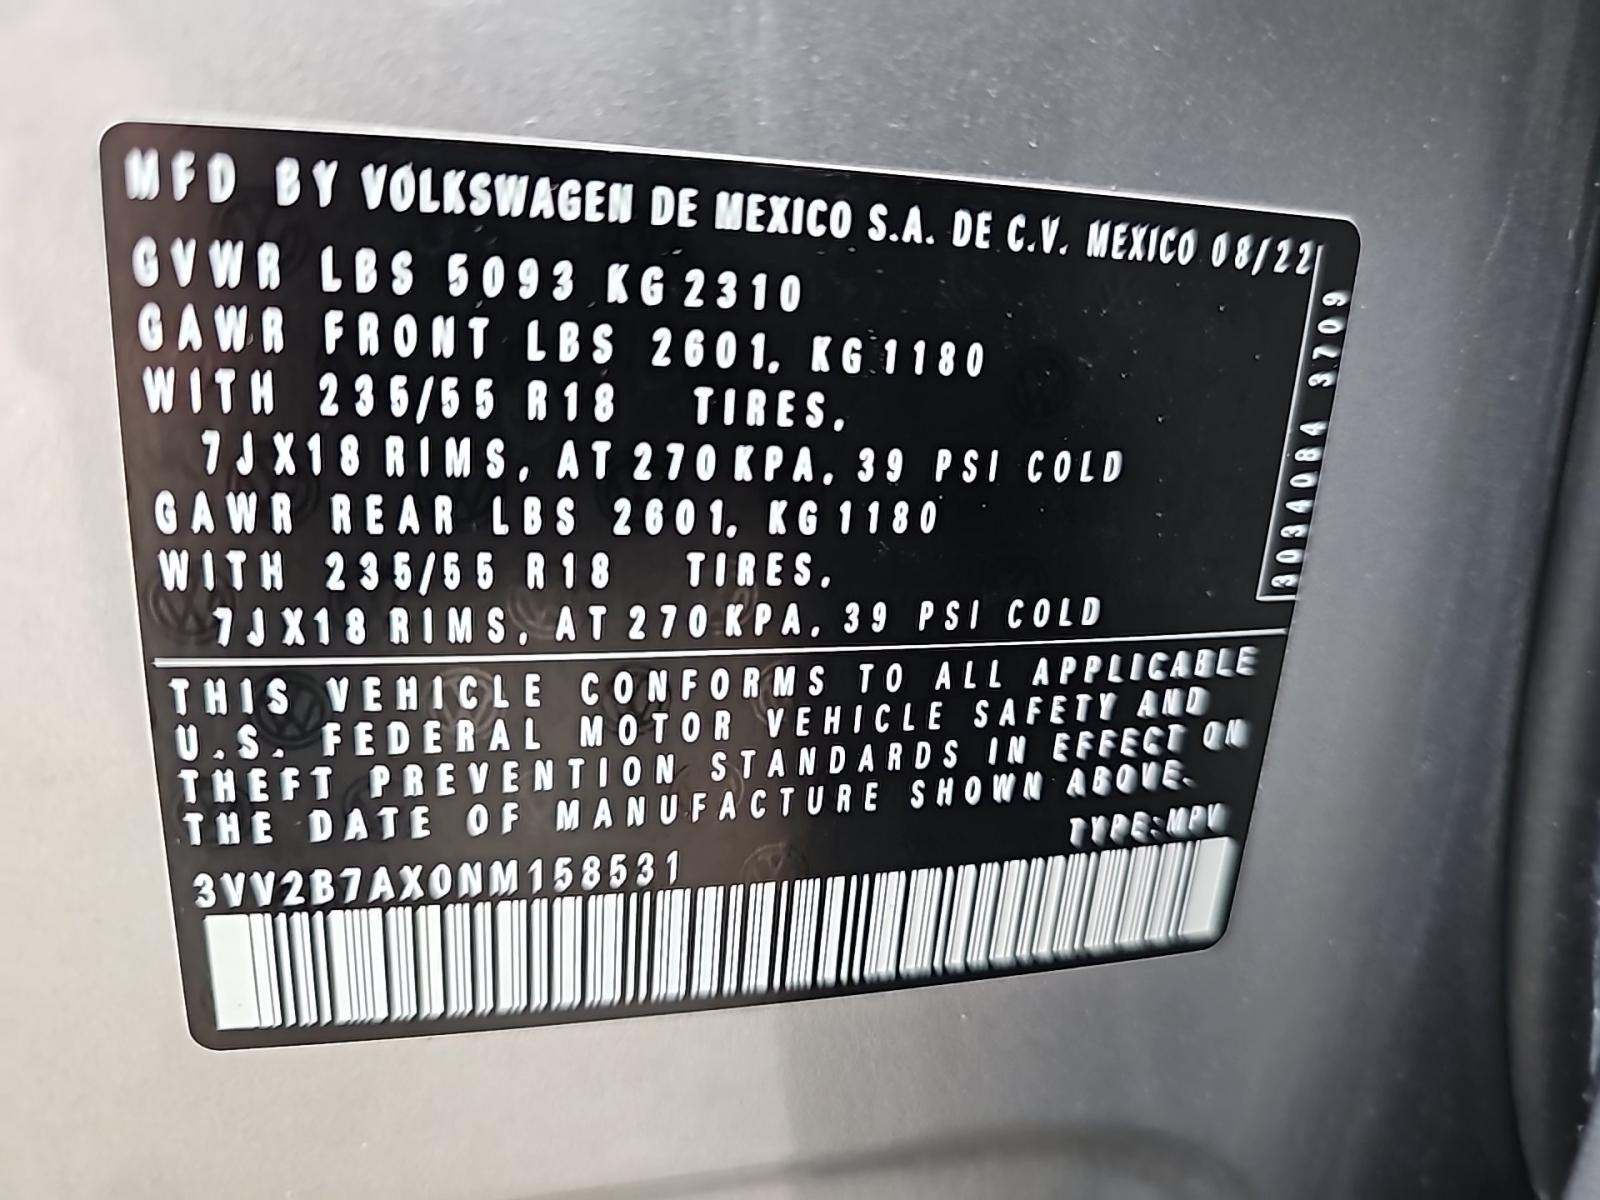 MFD BY VOLKSWAGEN DE MEXICO S.A. DE C.V. MEXICO 08/22
GVWR LBS 5093 KG 2310
GAWR FRONT LBS 2601, KG 1180
WITH 235/55 R18 TIRES,
7JX18 RIMS, AT 270 KPA, 39 PSI COLD
GAWR REAR LBS 2601, KG 1180
WITH 235/55 R18 TIRES,
7JX18 RIMS, AT 270 KPA, 39 PSI COLD
3034084 3709
THIS VEHICLE CONFORMS TO ALL APPLICABLE
U.S. FEDERAL MOTOR VEHICLE SAFETY AND
THEFT PREVENTION STANDARDS IN EFFECT ON
THE DATE OF MANUFACTURE SHOWN ABOVE.
TYPE: MPV
3VV2B7AX0NM158531